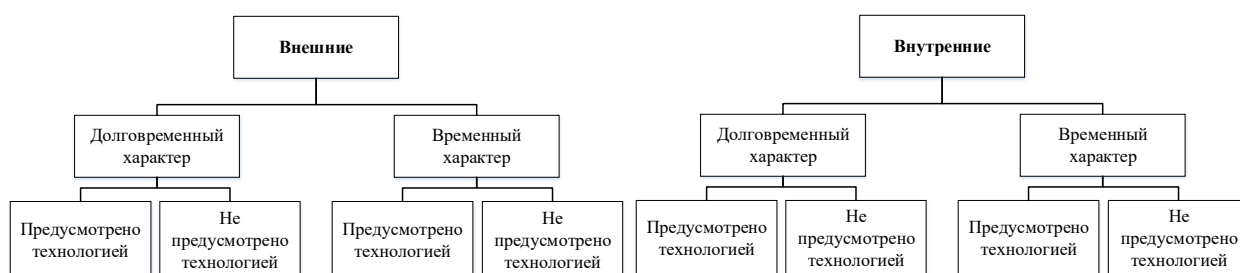 Внешние
Внутренние
Долговременный
характер
Временный
характер
Долговременный
характер
Временный
характер
Предусмотрено
технологией
Не
предусмотрено
технологией
Предусмотрено
технологией
Не
предусмотрено
технологией
Предусмотрено
технологией
Не
предусмотрено
технологией
Предусмотрено
технологией
Не
предусмотрено
технологией